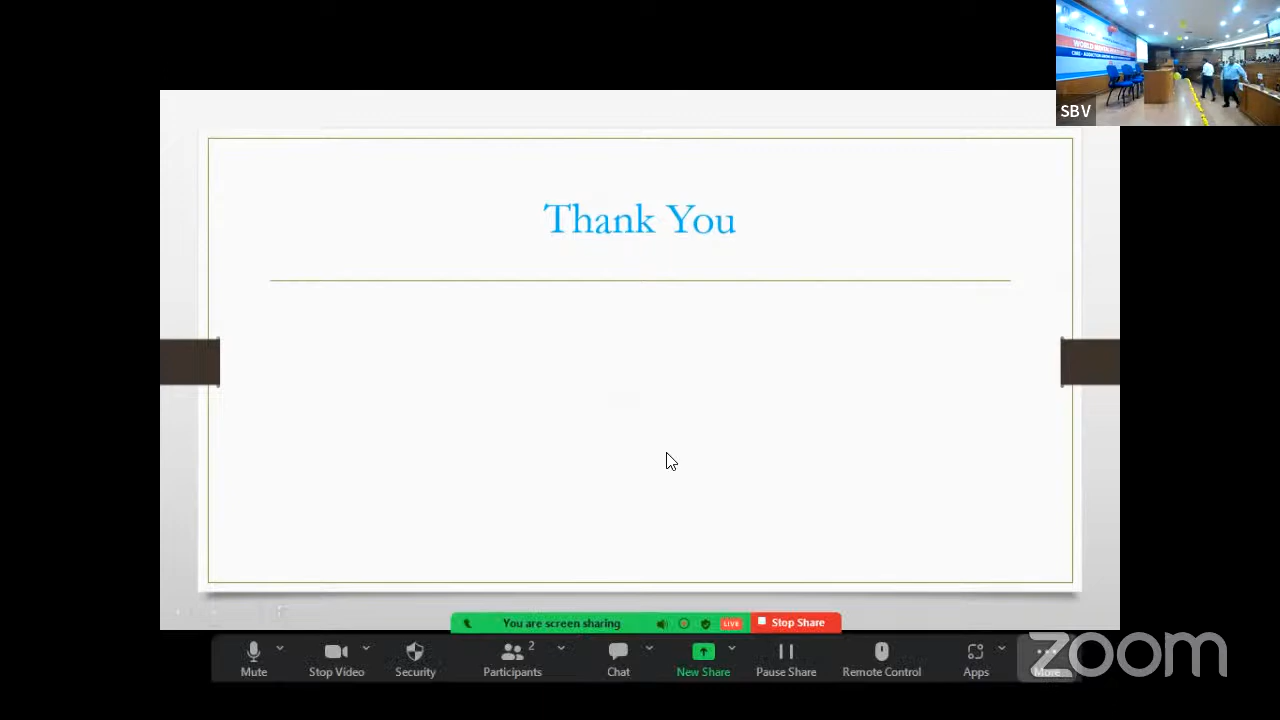 SBV
Thank You
You are screen sharing
LIVE
Stop Share
Mute
Stop Video
Security
Participants
2
Chat
New Share
Pause Share
Remote Control
Apps
More
zoom